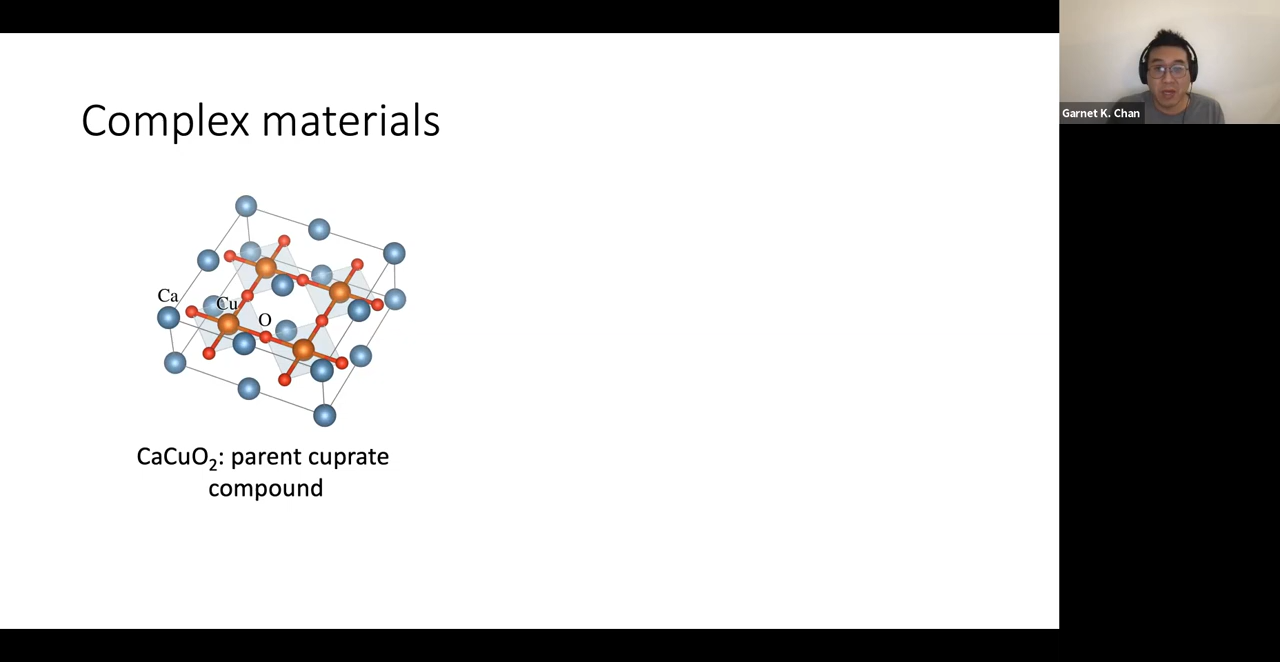 Complex materials
Ca
Cu
O
CaCuO₂: parent cuprate
compound
Garnet K. Chan